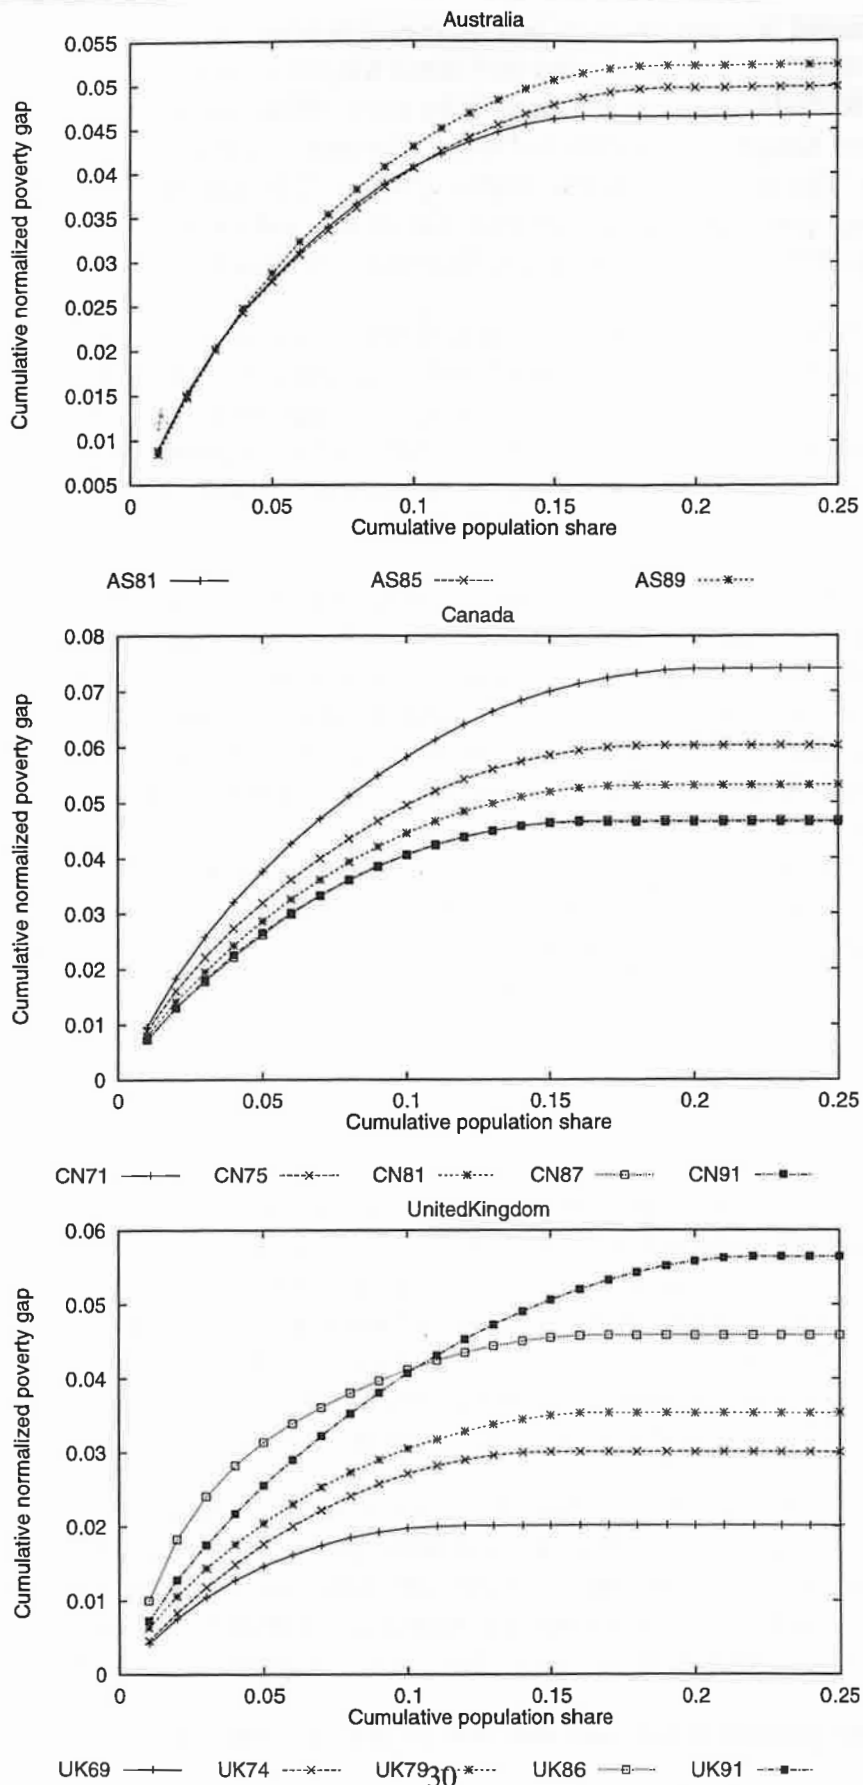 Australia
0.055
0.05
0.045
0.04
0.035
0.03
0.025
0.02
0.015
0.01
0.005
Cumulative normalized poverty gap
0 0.05 0.1 0.15 0.2 0.25
Cumulative population share
AS81 AS85 AS89
Canada
0.08
0.07
0.06
0.05
0.04
0.03
0.02
0.01
0
Cumulative normalized poverty gap
0 0.05 0.1 0.15 0.2 0.25
Cumulative population share
CN71 CN75 CN81 CN87 CN91
UnitedKingdom
0.06
0.05
0.04
0.03
0.02
0.01
0
Cumulative normalized poverty gap
0 0.05 0.1 0.15 0.2 0.25
Cumulative population share
UK69 UK74 UK79 UK86 UK91
30